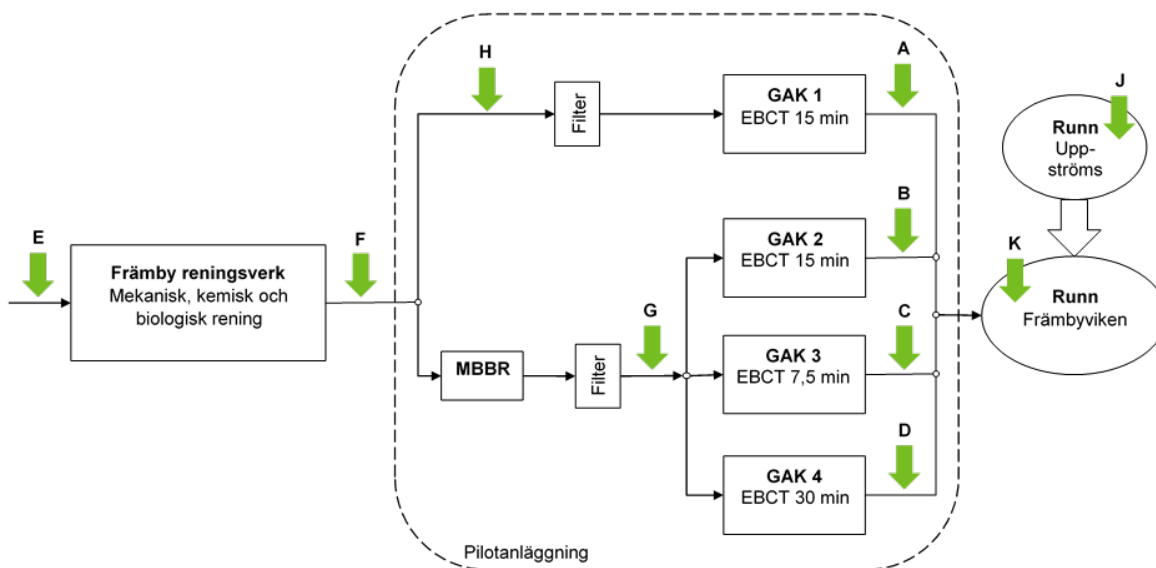 H
A
J
Filter
GAK 1
EBCT 15 min
Runn
Upp-
ströms
E
F
B
K
Främby reningsverk
Mekanisk, kemisk och
biologisk rening
GAK 2
EBCT 15 min
Runn
Främbyviken
G
C
MBBR
Filter
GAK 3
EBCT 7,5 min
D
GAK 4
EBCT 30 min
Pilotanläggning